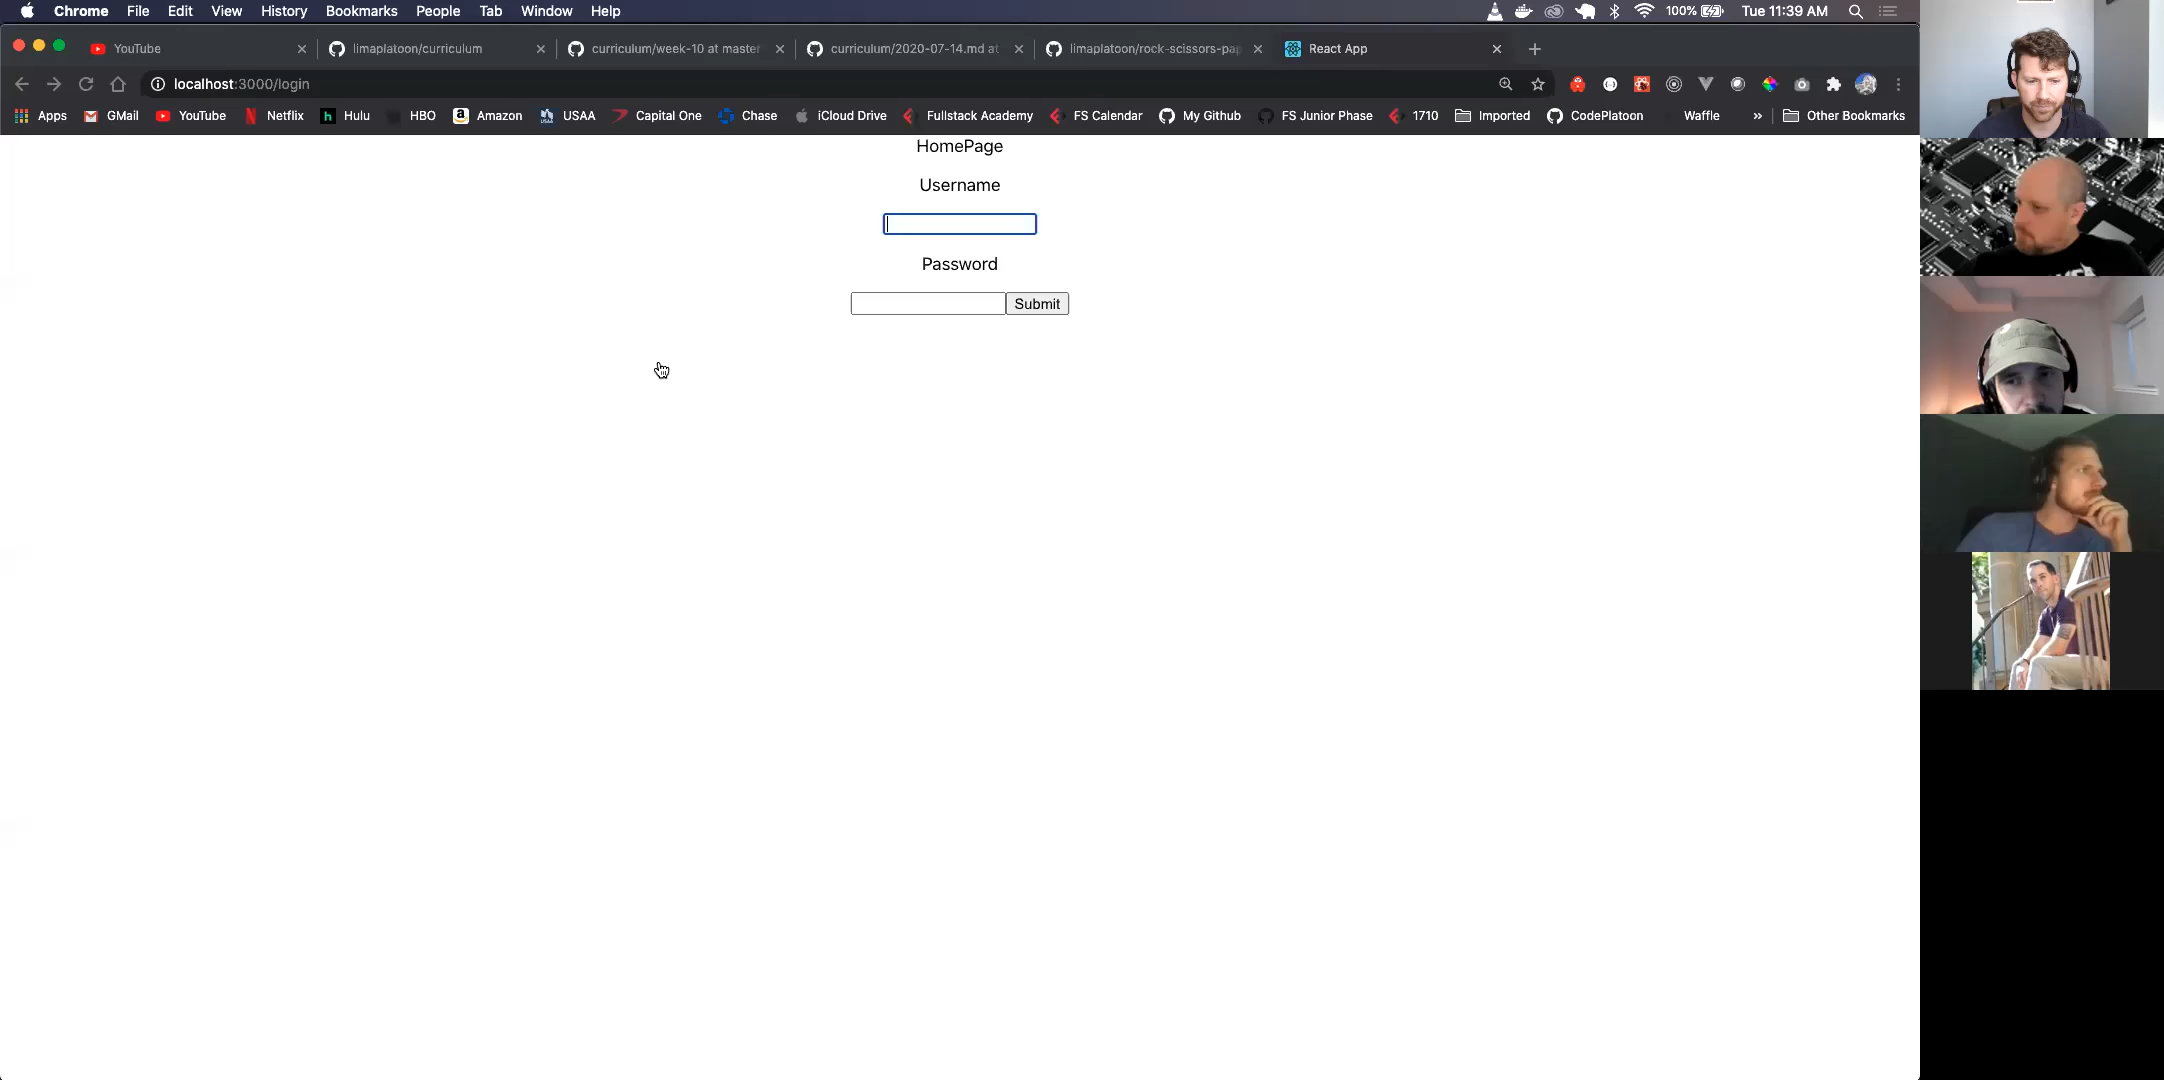 Chrome File Edit View History Bookmarks People Tab Window Help 100% Tue 11:39 AM
YouTube limaplatoon/curriculum curriculum/week-10 at master curriculum/2020-07-14.md at limaplatoon/rock-scissors-pap React App
localhost:3000/login
Apps GMail YouTube Netflix Hulu HBO Amazon USAA Capital One Chase iCloud Drive Fullstack Academy FS Calendar My Github FS Junior Phase 1710 Imported CodePlatoon Waffle » Other Bookmarks
HomePage
Username
Password
Submit